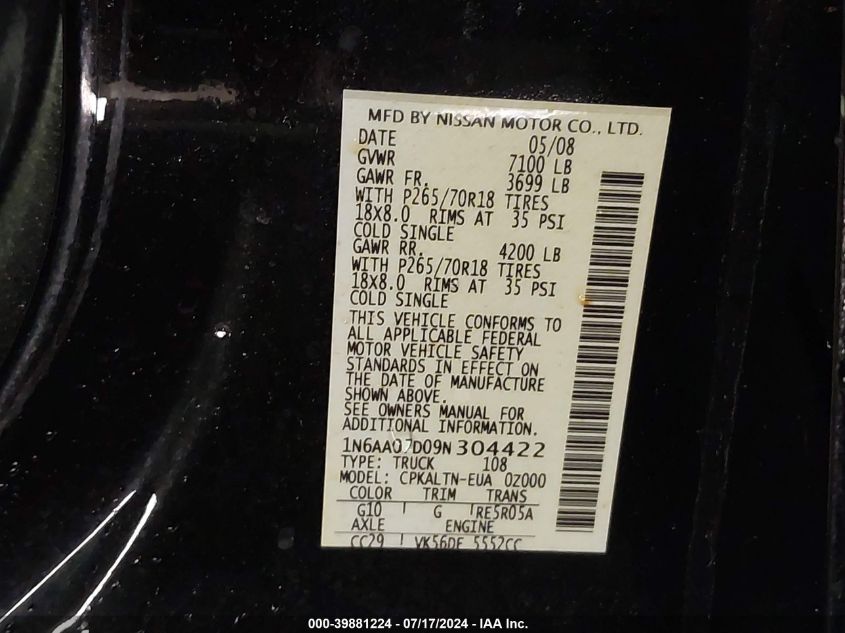 MFD BY NISSAN MOTOR CO., LTD.
DATE 05/08
GVWR 7100 LB
GAWR FR. 3699 LB
WITH P265/70R18 TIRES
18X8.0 RIMS AT 35 PSI
COLD SINGLE
GAWR RR. 4200 LB
WITH P265/70R18 TIRES
18X8.0 RIMS AT 35 PSI
COLD SINGLE
THIS VEHICLE CONFORMS TO
ALL APPLICABLE FEDERAL
MOTOR VEHICLE SAFETY
STANDARDS IN EFFECT ON
THE DATE OF MANUFACTURE
SHOWN ABOVE.
SEE OWNERS MANUAL FOR
ADDITIONAL INFORMATION.
1N6AA07D09N304422
TYPE: TRUCK 108
MODEL: CPKALTN-EUA 0Z000
COLOR TRIM TRANS
G10 G RE5R05A
AXLE ENGINE
CC29 VK56DE 5552CC
000-39881224 - 07/17/2024 - IAA Inc.